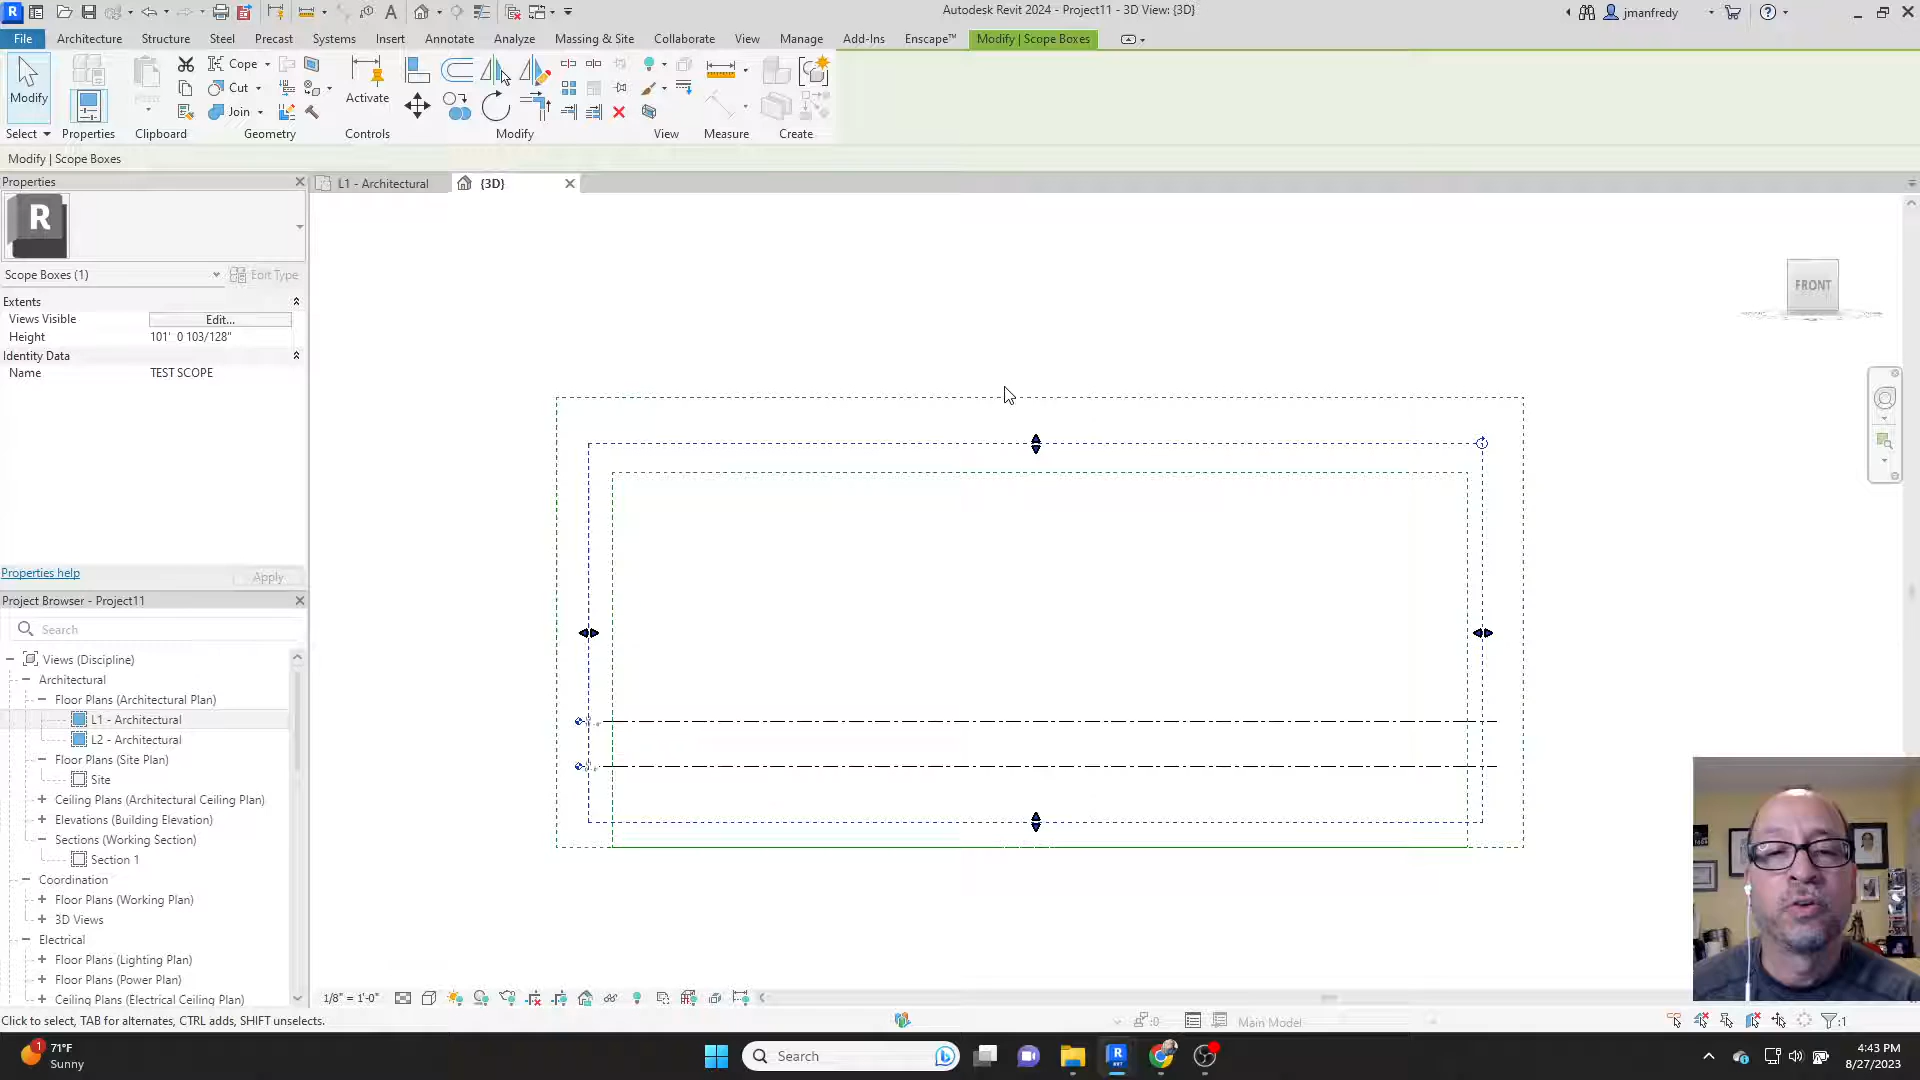 Autodesk Revit 2024 - Project11 - 3D View: {3D}
jmanfredy
File
Architecture
Structure
Steel
Precast
Systems
Insert
Annotate
Analyze
Massing & Site
Collaborate
View
Manage
Add-Ins
Enscape™
Modify | Scope Boxes
Modify
Cope
Cut
Join
Activate
Select
Properties
Clipboard
Geometry
Controls
Modify
View
Measure
Create
Modify | Scope Boxes
Properties
L1 - Architectural
{3D}
R
Scope Boxes (1)
Edit Type
Extents
Views Visible
Edit...
Height
101' 0 103/128"
Identity Data
Name
TEST SCOPE
FRONT
Properties help
Apply
Project Browser - Project11
Search
Views (Discipline)
Architectural
Floor Plans (Architectural Plan)
L1 - Architectural
L2 - Architectural
Floor Plans (Site Plan)
Site
Ceiling Plans (Architectural Ceiling Plan)
Elevations (Building Elevation)
Sections (Working Section)
Section 1
Coordination
Floor Plans (Working Plan)
3D Views
Electrical
Floor Plans (Lighting Plan)
Floor Plans (Power Plan)
Ceiling Plans (Electrical Ceiling Plan)
1/8" = 1'-0"
Click to select, TAB for alternates, CTRL adds, SHIFT unselects.
:0
Main Model
:1
71°F
Sunny
Search
4:43 PM
8/27/2023